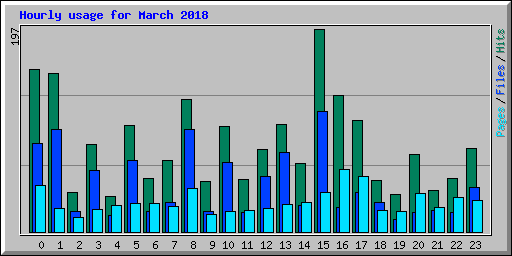 Hourly usage for March 2018
197
Pages/Files/Hits
0 1 2 3 4 5 6 7 8 9 10 11 12 13 14 15 16 17 18 19 20 21 22 23